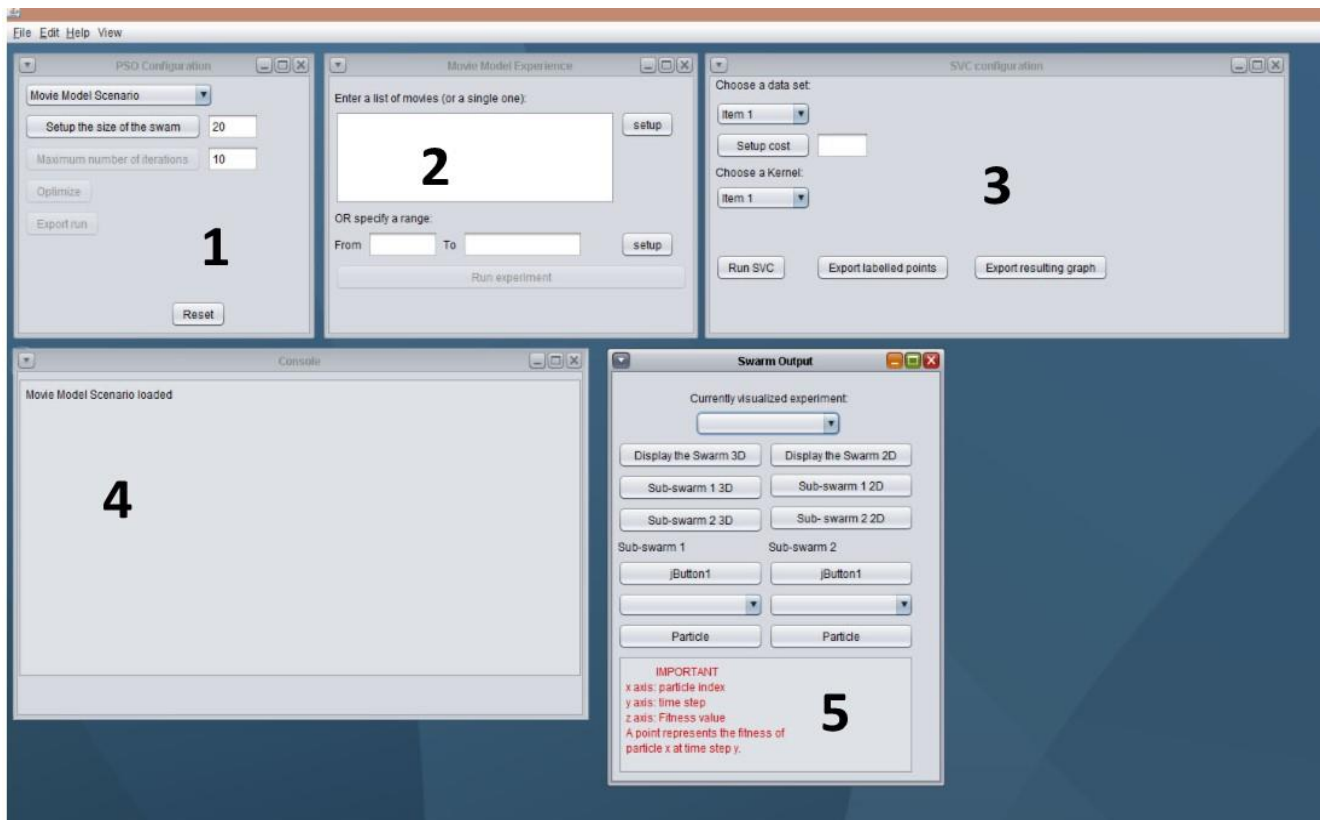 File Edit Help View
PSO Configuration
Movie Model Scenario
Setup the size of the swam 20
Maximum number of iterations 10
Optimize
Export run
1
Reset
Movie Model Experience
Enter a list of movies (or a single one):
setup
2
OR specify a range:
From To setup
Run experiment
SVC configuration
Choose a data set:
Item 1
Setup cost
Choose a Kernel:
Item 1
3
Run SVC Export labelled points Export resulting graph
Console
Movie Model Scenario loaded
4
Swarm Output
Currently visualized experiment:
Display the Swarm 3D Display the Swarm 2D
Sub-swarm 1 3D Sub-swarm 1 2D
Sub-swarm 2 3D Sub- swarm 2 2D
Sub-swarm 1 Sub-swarm 2
jButton1 jButton1
Particle Particle
IMPORTANT
x axis: particle index
y axis: time step
z axis: Fitness value
A point represents the fitness of
particle x at time step y.
5